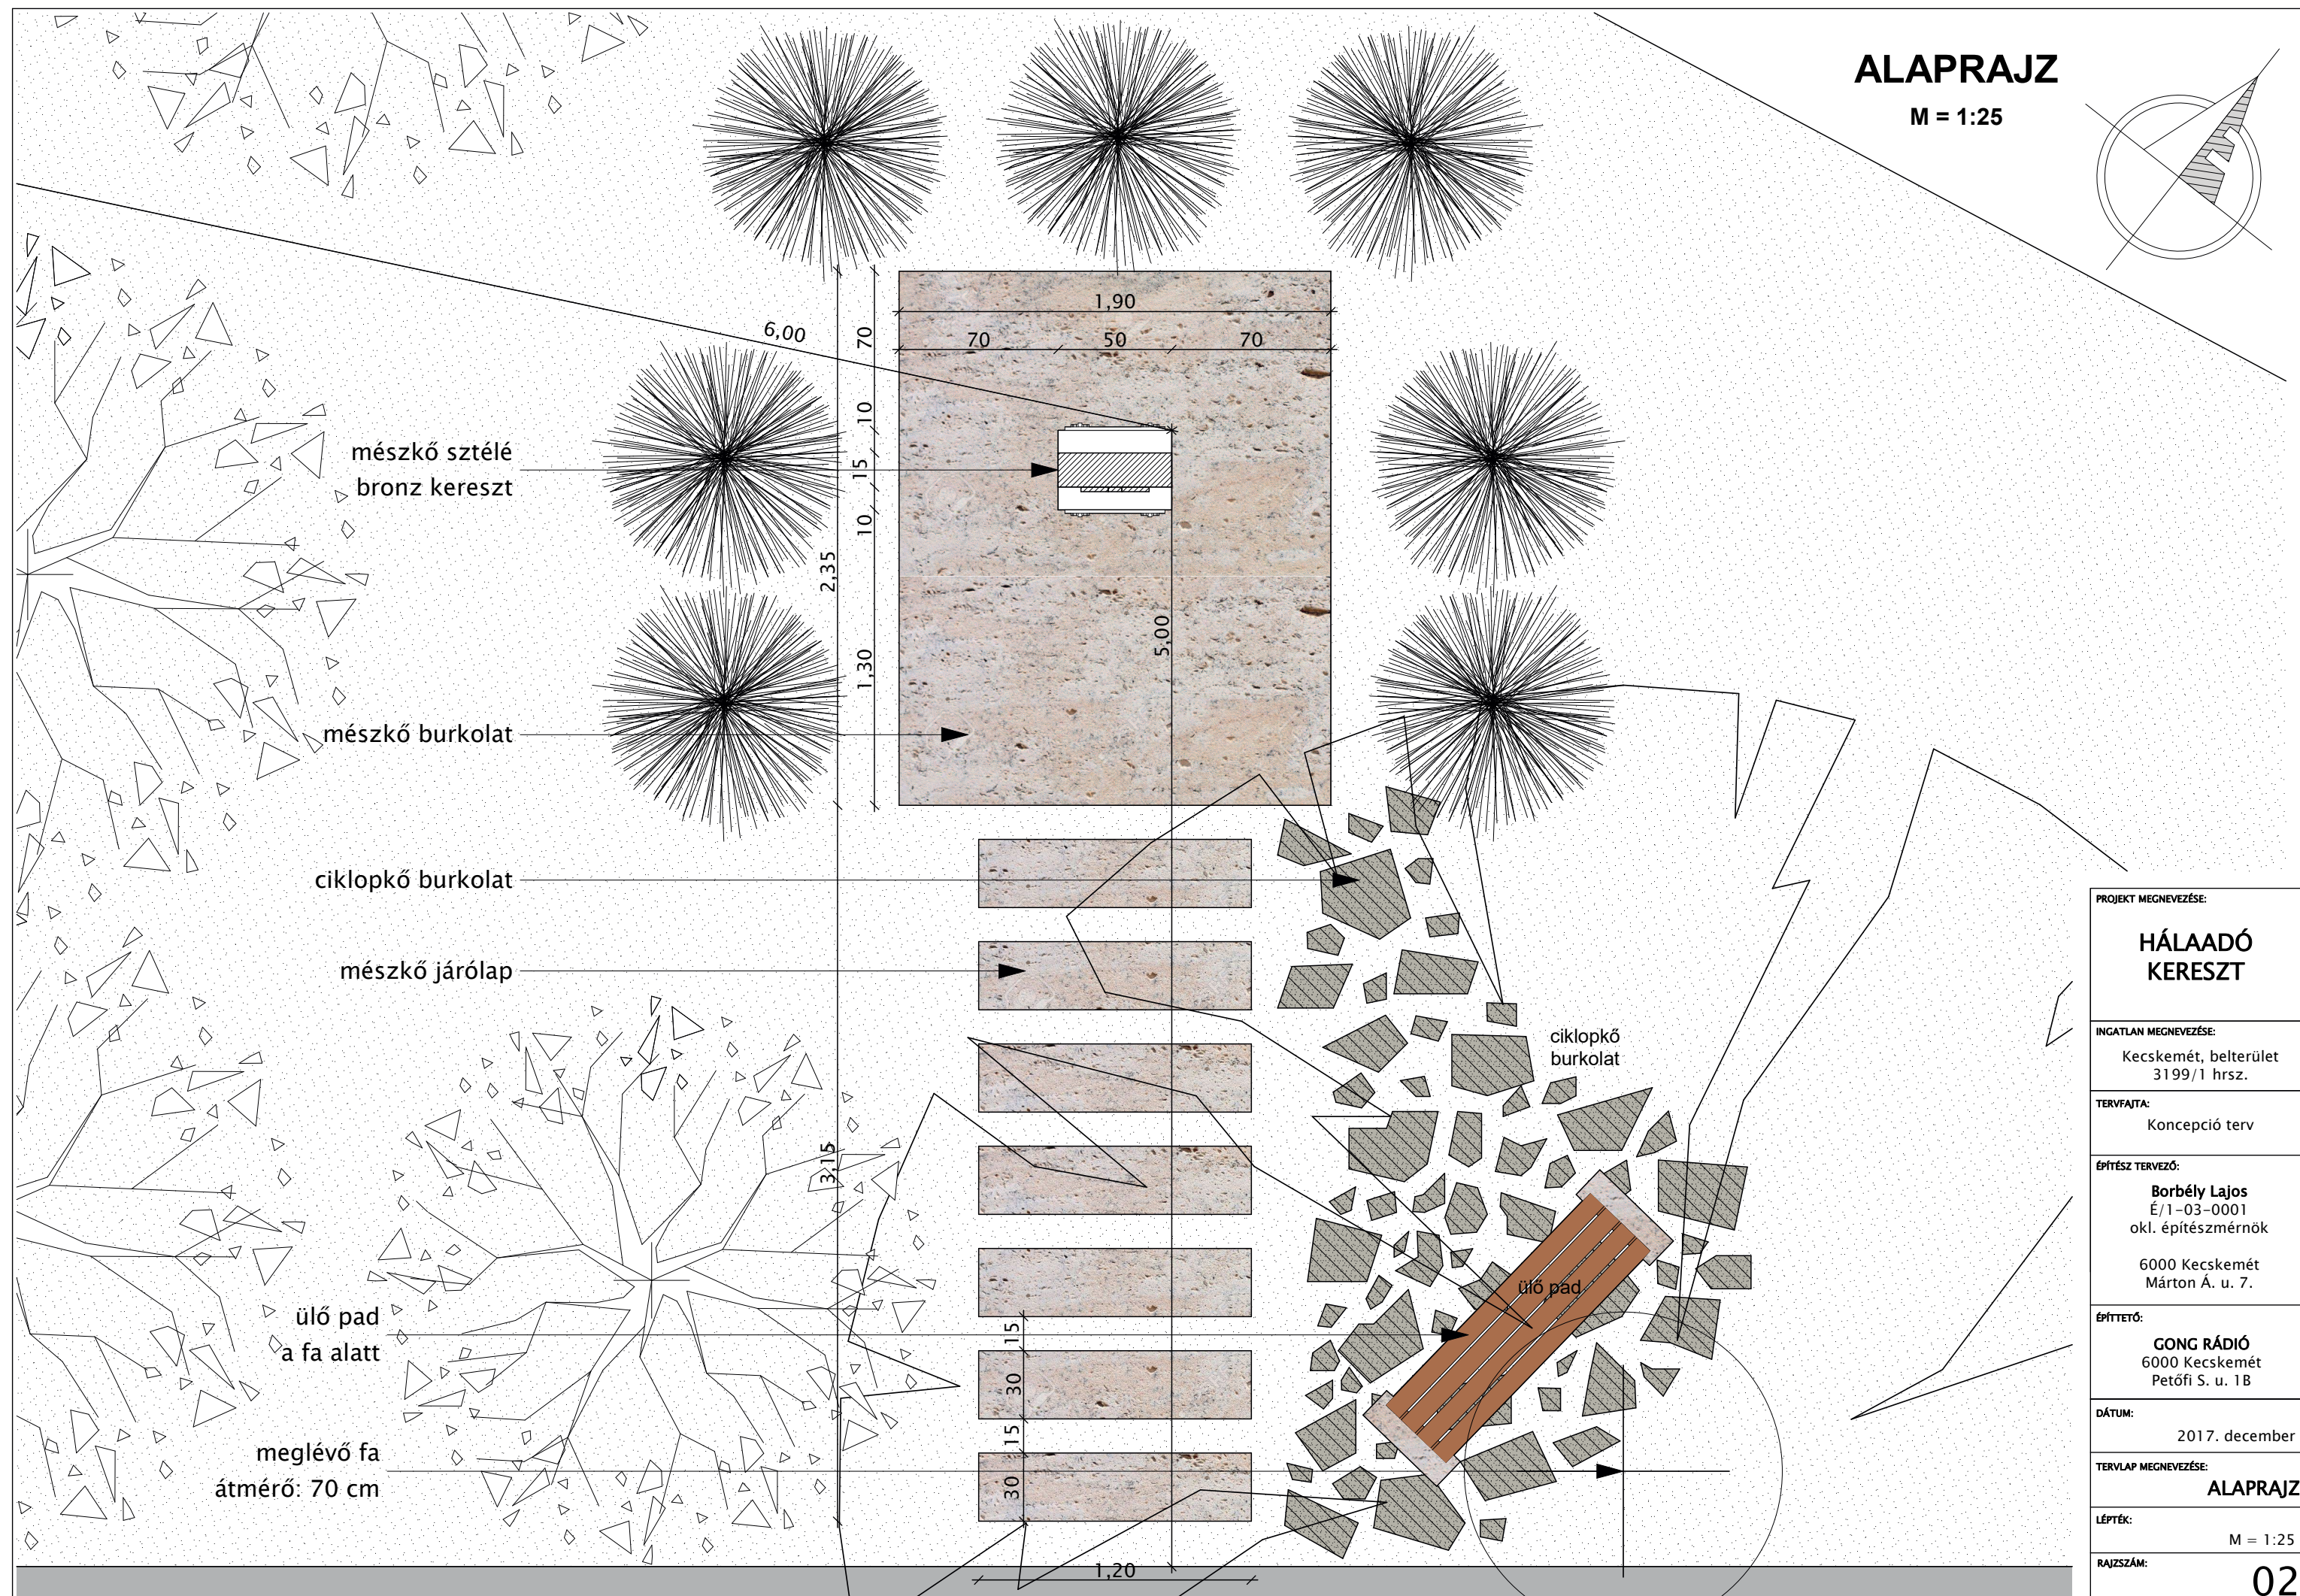 ALAPRAJZ
M = 1:25
1,90
70
50
70
6,00
70
10
15
10
2,35
1,30
5,00
mészkő sztélé
bronz kereszt
mészkő burkolat
ciklopkő burkolat
mészkő járólap
ciklopkő
burkolat
3,15
ülő pad
ülő pad
a fa alatt
15
30
15
30
meglévő fa
átmérő: 70 cm
1,20
PROJEKT MEGNEVEZÉSE:
HÁLAADÓ
KERESZT
INGATLAN MEGNEVEZÉSE:
Kecskemét, belterület
3199/1 hrsz.
TERVFAJTA:
Koncepció terv
ÉPÍTÉSZ TERVEZŐ:
Borbély Lajos
É/1-03-0001
okl. építészmérnök
6000 Kecskemét
Márton Á. u. 7.
ÉPÍTTETŐ:
GONG RÁDIÓ
6000 Kecskemét
Petőfi S. u. 1B
DÁTUM:
2017. december
TERVLAP MEGNEVEZÉSE:
ALAPRAJZ
LÉPTÉK:
M = 1:25
RAJZSZÁM:
02